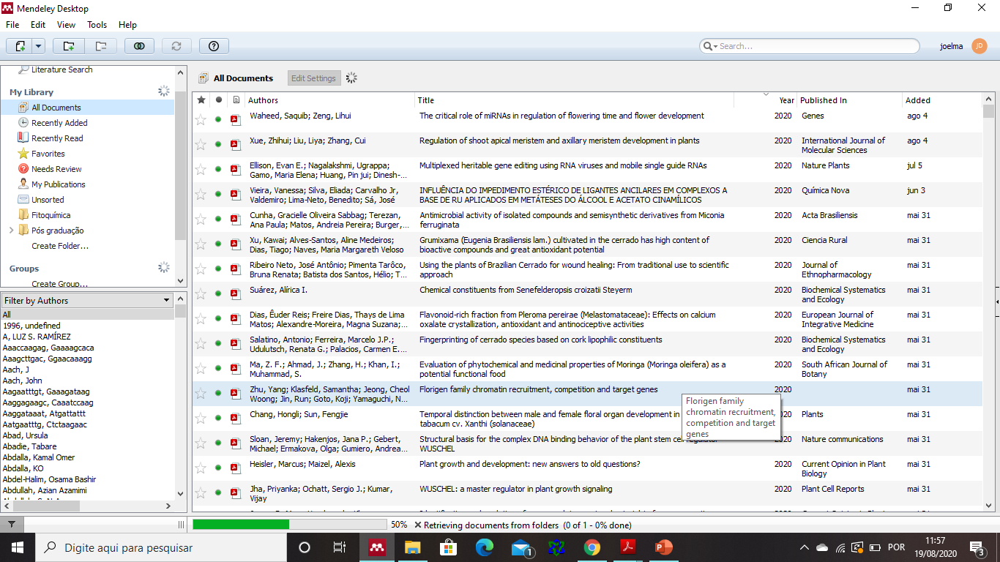 Mendeley Desktop
File Edit View Tools Help
Search...
joelma
JD
Literature Search
My Library
All Documents
Recently Added
Recently Read
Favorites
Needs Review
My Publications
Unsorted
Fitoquímica
Pós graduação
Create Folder...
Groups
Create Group...
Filter by Authors
All
1996, undefined
A, LUZ S. RAMÍREZ
Aaaccaagag, Gaaaagcaca
Aaagcttgac, Ggaacaaagg
Aach, J
Aach, John
Aagaatttgt, Gaaagataag
Aaggagaagc, Caaatccaag
Aaggataaat, Atgattattt
Aatgaatttg, Ctctaagaac
Abad, Ursula
Abadie, Tabare
Abdalla, Kamal Omer
Abdalla, KO
Abdel-Halim, Osama Bashir
Abdullah, Azian Azamimi
All Documents
Edit Settings
Authors Title Year Published In Added
Waheed, Saquib; Zeng, Lihui The critical role of miRNAs in regulation of flowering time and flower development 2020 Genes ago 4
Xue, Zhihui; Liu, Liya; Zhang, Cui Regulation of shoot apical meristem and axillary meristem development in plants 2020 International Journal of ago 4
Molecular Sciences
Ellison, Evan E.; Nagalakshmi, Ugrappa; Multiplexed heritable gene editing using RNA viruses and mobile single guide RNAs 2020 Nature Plants jul 5
Gamo, Maria Elena; Huang, Pin jui; Dinesh-...
Vieira, Vanessa; Silva, Eliada; Carvalho Jr, INFLUÊNCIA DO IMPEDIMENTO ESTÉRICO DE LIGANTES ANCILARES EM COMPLEXOS A 2020 Química Nova jun 3
Valdemiro; Lima-Neto, Benedito; Sá, José BASE DE RU APLICADOS EM METÁTESES DO ÁLCOOL E ACETATO CINAMÍLICOS
Cunha, Gracielle Oliveira Sabbag; Terezan, Antimicrobial activity of isolated compounds and semisynthetic derivatives from Miconia 2020 Acta Brasiliensis mai 31
Ana Paula; Matos, Andreia Pereira; Burger,... ferruginata
Xu, Kawai; Alves-Santos, Aline Medeiros; Grumixama (Eugenia Brasiliensis lam.) cultivated in the cerrado has high content of 2020 Ciencia Rural mai 31
Dias, Tiago; Naves, Maria Margareth Veloso bioactive compounds and great antioxidant potential
Ribeiro Neto, José Antônio; Pimenta Tarôco, Using the plants of Brazilian Cerrado for wound healing: From traditional use to scientific 2020 Journal of mai 31
Bruna Renata; Batista dos Santos, Hélio; T... approach Ethnopharmacology
Suárez, Alírica I. Chemical constituents from Senefelderopsis croizatii Steyerm 2020 Biochemical Systematics mai 31
and Ecology
Dias, Êuder Reis; Freire Dias, Thays de Lima Flavonoid-rich fraction from Pleroma pereirae (Melastomataceae): Effects on calcium 2020 European Journal of mai 31
Matos; Alexandre-Moreira, Magna Suzana;... oxalate crystallization, antioxidant and antinociceptive activities Integrative Medicine
Salatino, Antonio; Ferreira, Marcelo J.P.; Fingerprinting of cerrado species based on cork lipophilic constituents 2020 Biochemical Systematics mai 31
Udulutsch, Renata G.; Palacios, Carmen E.... and Ecology
Ma, Z. F.; Ahmad, J.; Zhang, H.; Khan, I.; Evaluation of phytochemical and medicinal properties of Moringa (Moringa oleifera) as a 2020 South African Journal of mai 31
Muhammad, S. potential functional food Botany
Zhu, Yang; Klasfeld, Samantha; Jeong, Cheol Florigen family chromatin recruitment, competition and target genes 2020 mai 31
Woong; Jin, Run; Goto, Koji; Yamaguchi, N...
Florigen family
chromatin recruitment,
competition and target
genes
Chang, Hongli; Sun, Fengjie Temporal distinction between male and female floral organ development in Plants mai 31
tabacum cv. Xanthi (solanaceae)
Sloan, Jeremy; Hakenjos, Jana P.; Gebert, Structural basis for the complex DNA binding behavior of the plant stem cell 2020 Nature communications mai 31
Michael; Ermakova, Olga; Gumiero, Andrea... WUSCHEL
Heisler, Marcus; Maizel, Alexis Plant growth and development: new answers to old questions? 2020 Current Opinion in Plant mai 31
Biology
Jha, Priyanka; Ochatt, Sergio J.; Kumar, WUSCHEL: a master regulator in plant growth signaling 2020 Plant Cell Reports mai 31
Vijay
50% Retrieving documents from folders (0 of 1 - 0% done)
Digite aqui para pesquisar
1
POR
11:57
19/08/2020
3